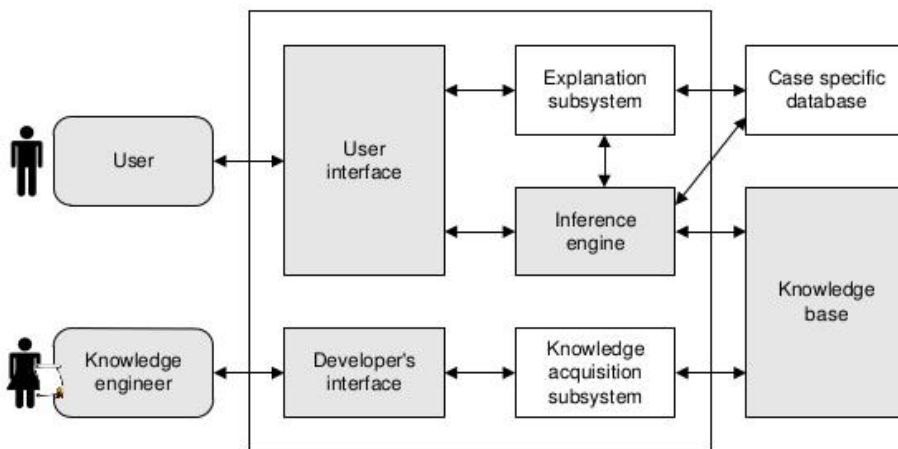 Explanation
subsystem
Case specific
database
User
User
interface
Inference
engine
Knowledge
base
Knowledge
engineer
Developer's
interface
Knowledge
acquisition
subsystem